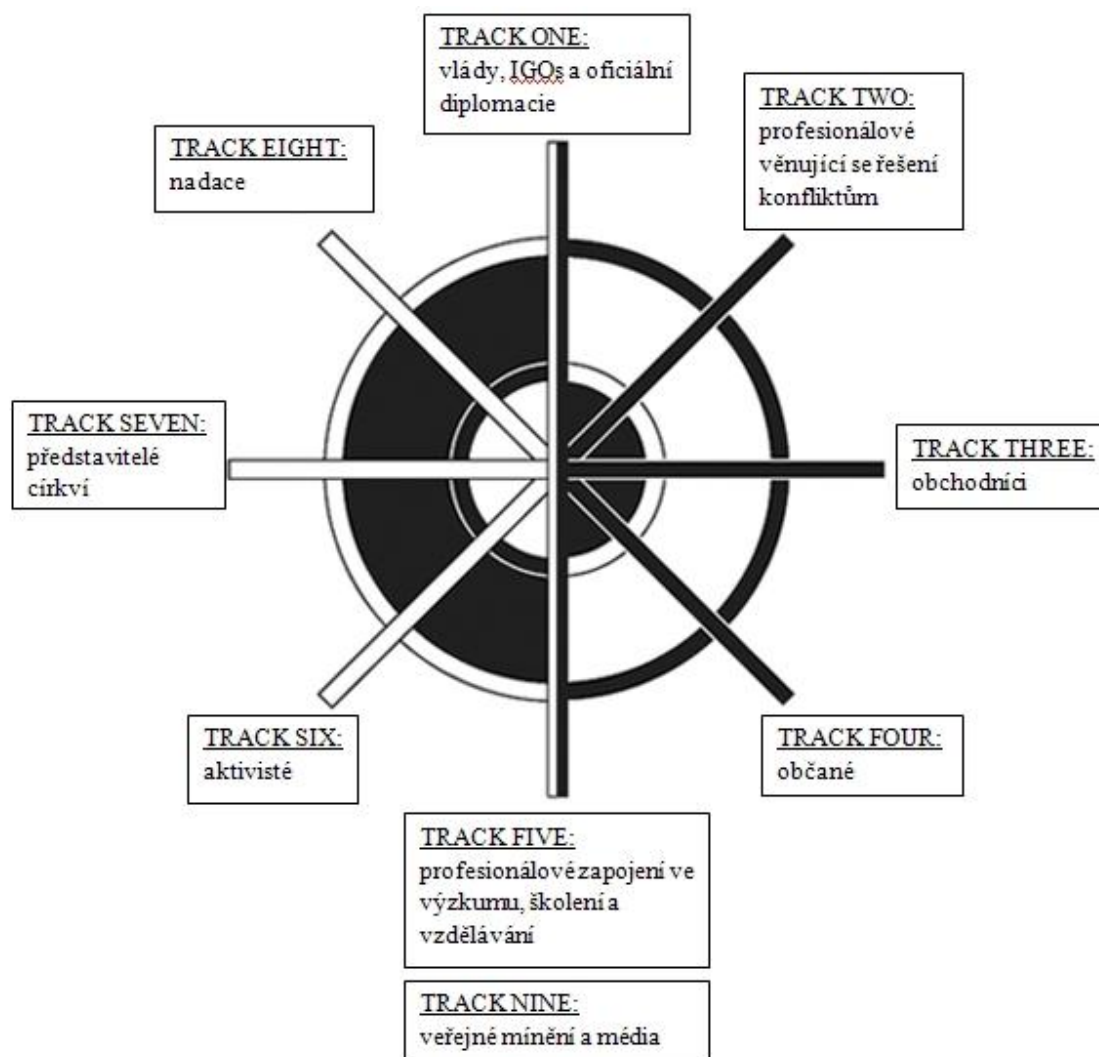 TRACK ONE:
vlády, IGOs a oficiální
diplomacie
TRACK TWO:
profesionálové
věnující se řešení
konfliktům
TRACK THREE:
obchodníci
TRACK FOUR:
občané
TRACK FIVE:
profesionálové zapojení ve
výzkumu, školení a
vzdělávání
TRACK SIX:
aktivisté
TRACK SEVEN:
představitelé
církví
TRACK EIGHT:
nadace
TRACK NINE:
veřejné mínění a média